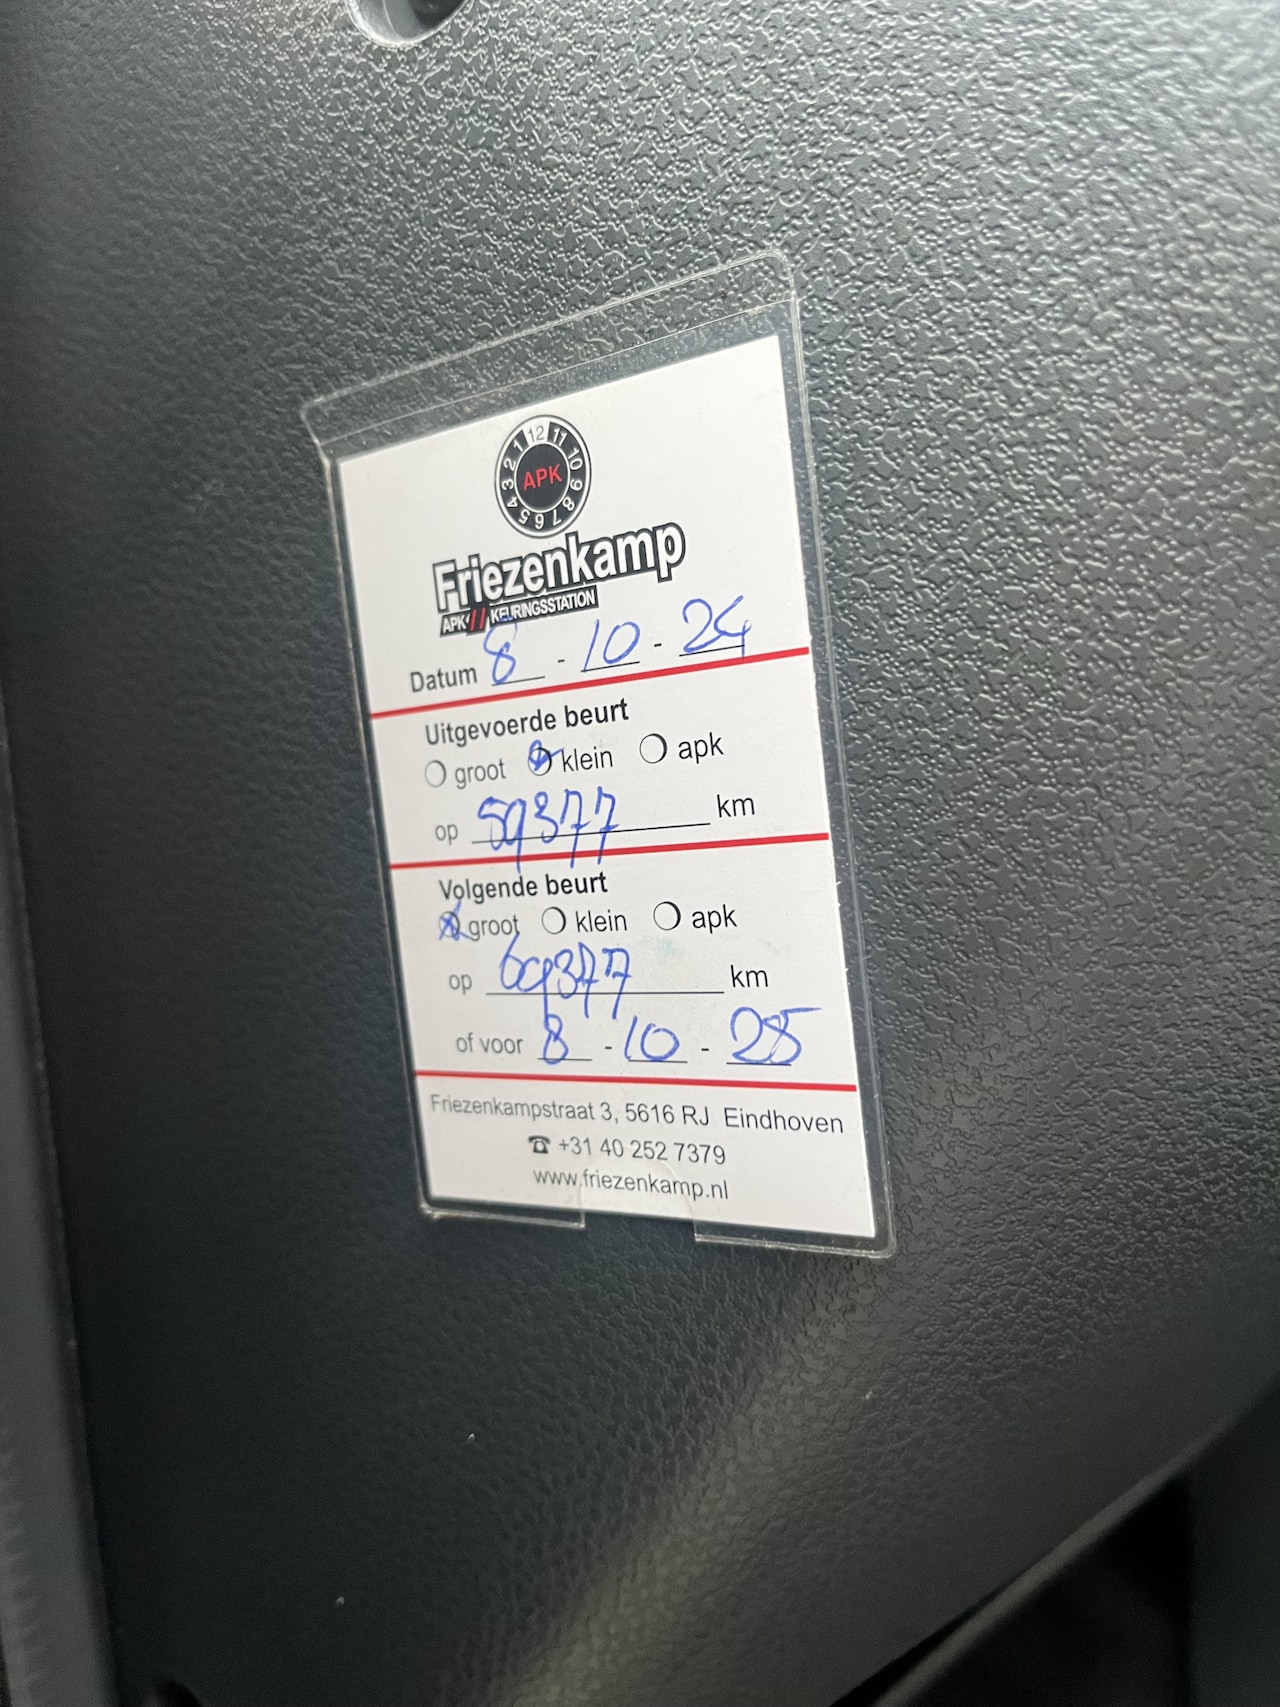 1 12 11 10 9 8 7 6 5 4 3 2
APK
Friezenkamp
APK // KEURINGSSTATION
Datum 8 - 10 - 24
Uitgevoerde beurt
groot klein apk
op 59377 km
Volgende beurt
groot klein apk
op 69377 km
of voor 8 - 10 - 25
Friezenkampstraat 3, 5616 RJ Eindhoven
☎ +31 40 252 7379
www.friezenkamp.nl